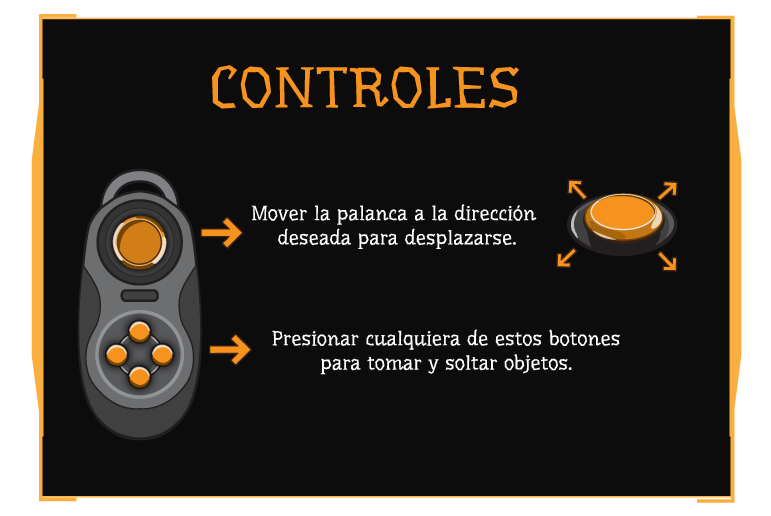 CONTROLES
Mover la palanca a la dirección
deseada para desplazarse.
Presionar cualquiera de estos botones
para tomar y soltar objetos.